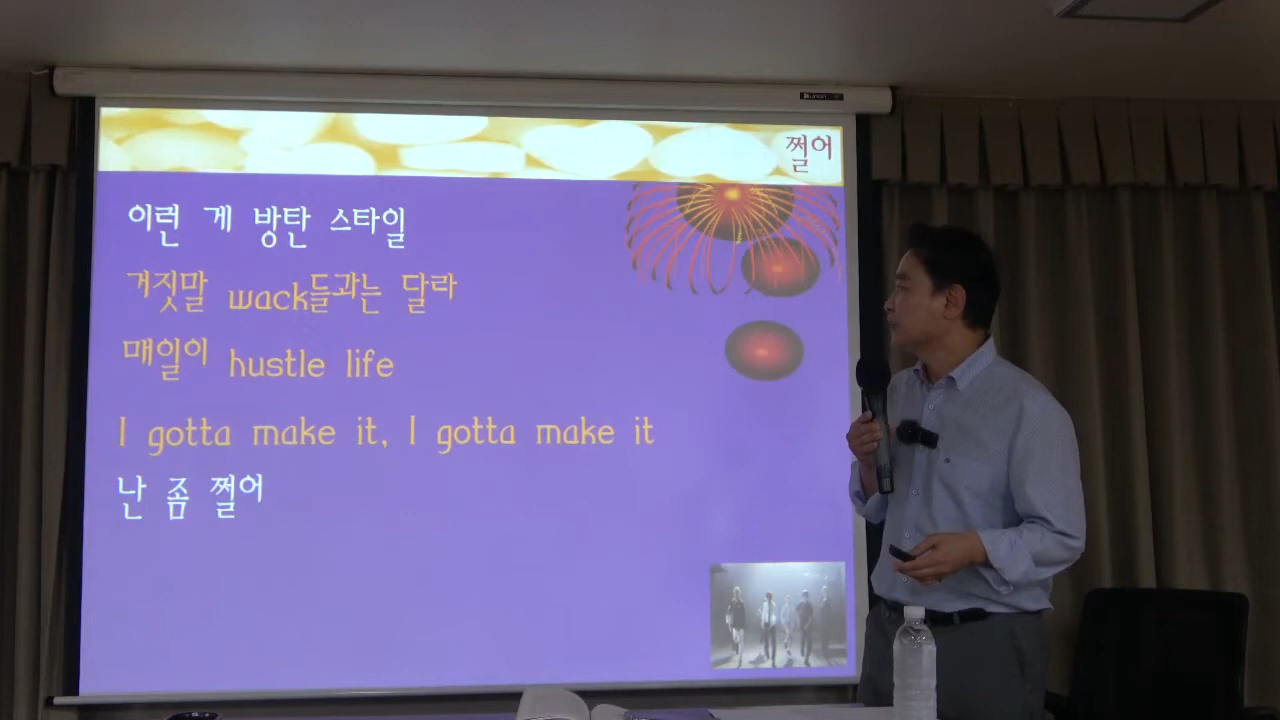 쩔어
이런 게 방탄 스타일
거짓말 wack들과는 달라
매일이 hustle life
I gotta make it, I gotta make it
난 좀 쩔어